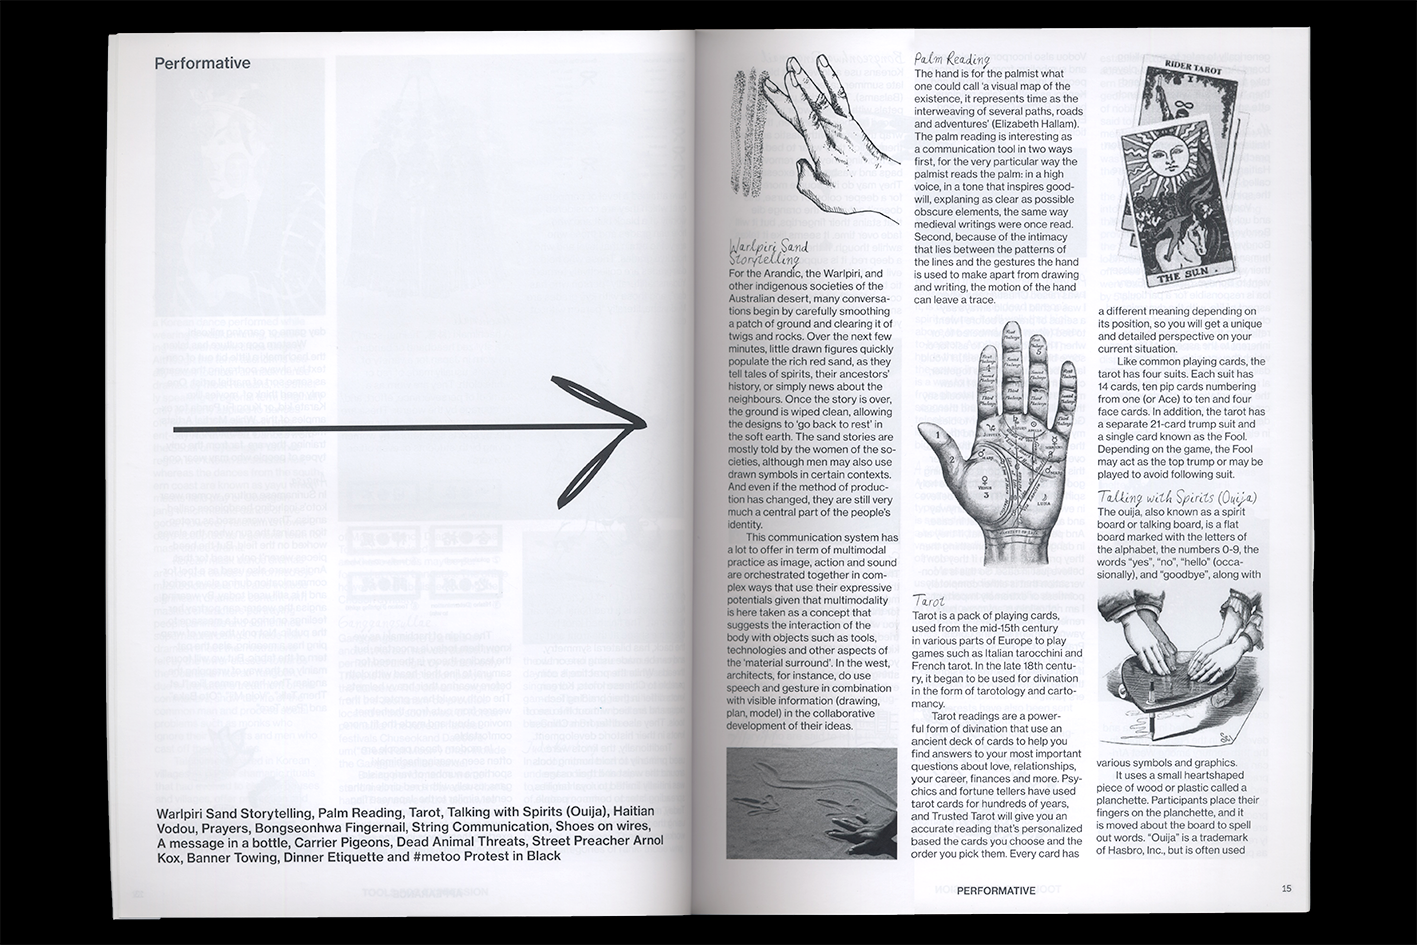 Performative
Warlpiri Sand Storytelling, Palm Reading, Tarot, Talking with Spirits (Ouija), Haitian
Vodou, Prayers, Bongseonhwa Fingernail, String Communication, Shoes on wires,
A message in a bottle, Carrier Pigeons, Dead Animal Threats, Street Preacher Arnol
Kox, Banner Towing, Dinner Etiquette and #metoo Protest in Black
Warlpiri Sand
Storytelling
For the Arandic, the Warlpiri, and
other indigenous societies of the
Australian desert, many conversa-
tions begin by carefully smoothing
a patch of ground and clearing it of
twigs and rocks. Over the next few
minutes, little drawn figures quickly
populate the rich red sand, as they
tell tales of spirits, their ancestors'
history, or simply news about the
neighbours. Once the story is over,
the ground is wiped clean, allowing
the designs to 'go back to rest' in
the soft earth. The sand stories are
mostly told by the women of the so-
cieties, although men may also use
drawn symbols in certain contexts.
And even if the method of produc-
tion has changed, they are still very
much a central part of the people's
identity.
This communication system has
a lot to offer in term of multimodal
practice as image, action and sound
are orchestrated together in com-
plex ways that use their expressive
potentials given that multimodality
is here taken as a concept that
suggests the interaction of the
body with objects such as tools,
technologies and other aspects of
the 'material surround'. In the west,
architects, for instance, do use
speech and gesture in combination
with visible information (drawing,
plan, model) in the collaborative
development of their ideas.
Palm Reading
The hand is for the palmist what
one could call 'a visual map of the
existence, it represents time as the
interweaving of several paths, roads
and adventures' (Elizabeth Hallam).
The palm reading is interesting as
a communication tool in two ways
first, for the very particular way the
palmist reads the palm: in a high
voice, in a tone that inspires good-
will, explaning as clear as possible
obscure elements, the same way
medieval writings were once read.
Second, because of the intimacy
that lies between the patterns of
the lines and the gestures the hand
is used to make apart from drawing
and writing, the motion of the hand
can leave a trace.
1
2
VENUS
3
LUNA
Tarot
Tarot is a pack of playing cards,
used from the mid-15th century
in various parts of Europe to play
games such as Italian tarocchini and
French tarot. In the late 18th centu-
ry, it began to be used for divination
in the form of tarotology and carto-
mancy.
Tarot readings are a power-
ful form of divination that use an
ancient deck of cards to help you
find answers to your most important
questions about love, relationships,
your career, finances and more. Psy-
chics and fortune tellers have used
tarot cards for hundreds of years,
and Trusted Tarot will give you an
accurate reading that's personalized
based the cards you choose and the
order you pick them. Every card has
RIDER TAROT
I
THE SUN .
a different meaning depending on
its position, so you will get a unique
and detailed perspective on your
current situation.
Like common playing cards, the
tarot has four suits. Each suit has
14 cards, ten pip cards numbering
from one (or Ace) to ten and four
face cards. In addition, the tarot has
a separate 21-card trump suit and
a single card known as the Fool.
Depending on the game, the Fool
may act as the top trump or may be
played to avoid following suit.
Talking with Spirits (Ouija)
The ouija, also known as a spirit
board or talking board, is a flat
board marked with the letters of
the alphabet, the numbers 0-9, the
words "yes", "no", "hello" (occa-
sionally), and "goodbye", along with
various symbols and graphics.
It uses a small heartshaped
piece of wood or plastic called a
planchette. Participants place their
fingers on the planchette, and it
is moved about the board to spell
out words. "Ouija" is a trademark
of Hasbro, Inc., but is often used
PERFORMATIVE
15